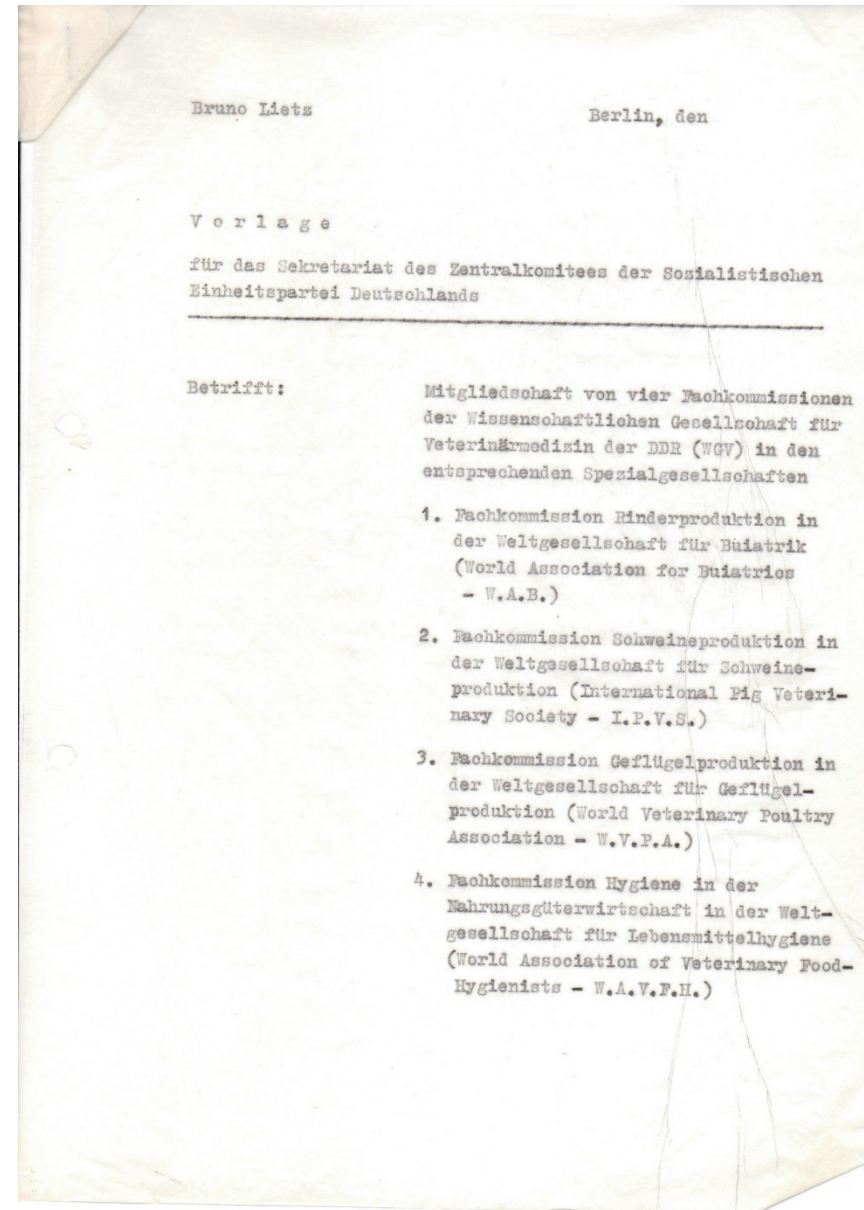 Bruno Lietz
Berlin, den
V o r l a g e
für das Sekretariat des Zentralkomitees der Sozialistischen
Einheitspartei Deutschlands
Betrifft:
Mitgliedschaft von vier Fachkommissionen
der Wissenschaftlichen Gesellschaft für
Veterinärmedizin der DDR (WGV) in den
entsprechenden Spezialgesellschaften
1. Fachkommission Rinderproduktion in
der Weltgesellschaft für Buiatrik
(World Association for Buiatrics
- W.A.B.)
2. Fachkommission Schweineproduktion in
der Weltgesellschaft für Schweine-
produktion (International Pig Veteri-
nary Society - I.P.V.S.)
3. Fachkommission Geflügelproduktion in
der Weltgesellschaft für Geflügel-
produktion (World Veterinary Poultry
Association - W.V.P.A.)
4. Fachkommission Hygiene in der
Nahrungsgüterwirtschaft in der Welt-
gesellschaft für Lebensmittelhygiene
(World Association of Veterinary Food-
Hygienists - W.A.V.F.H.)